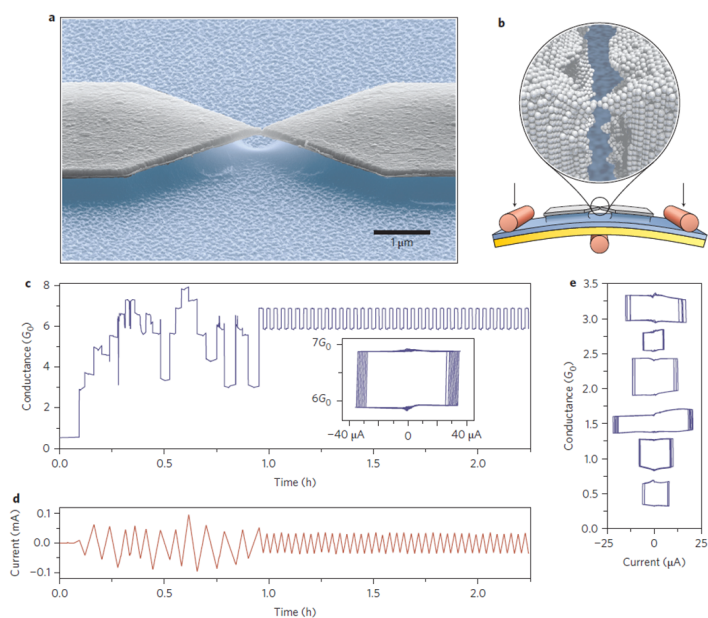 a
1 μm
b
c
8
6
4
2
0
Conductance (G0)
7G0
6G0
−40 μA
0
40 μA
0.0
0.5
1.0
1.5
2.0
Time (h)
d
0.1
0.0
−0.1
Current (mA)
0.0
0.5
1.0
1.5
2.0
Time (h)
e
3.5
3.0
2.5
2.0
1.5
1.0
0.5
0.0
Conductance (G0)
−25
0
25
Current (μA)